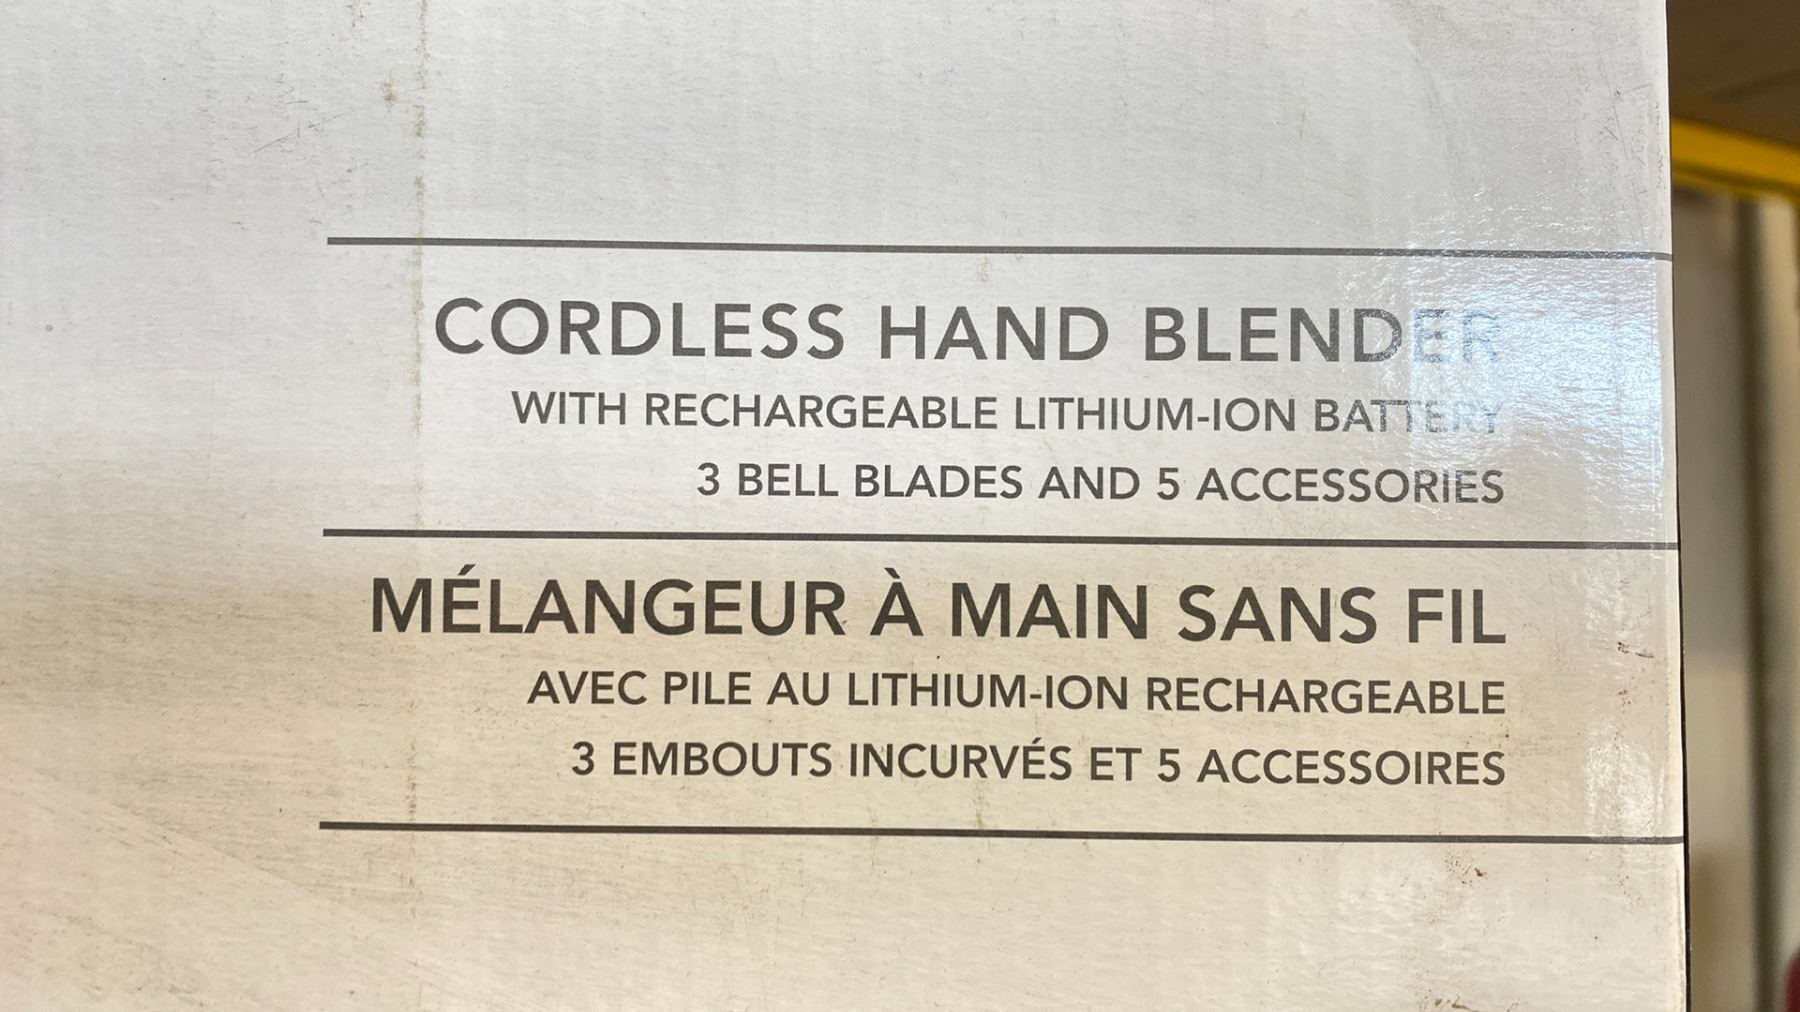 CORDLESS HAND BLENDER
WITH RECHARGEABLE LITHIUM-ION BATTERY
3 BELL BLADES AND 5 ACCESSORIES
MÉLANGEUR À MAIN SANS FIL
AVEC PILE AU LITHIUM-ION RECHARGEABLE
3 EMBOUTS INCURVÉS ET 5 ACCESSOIRES